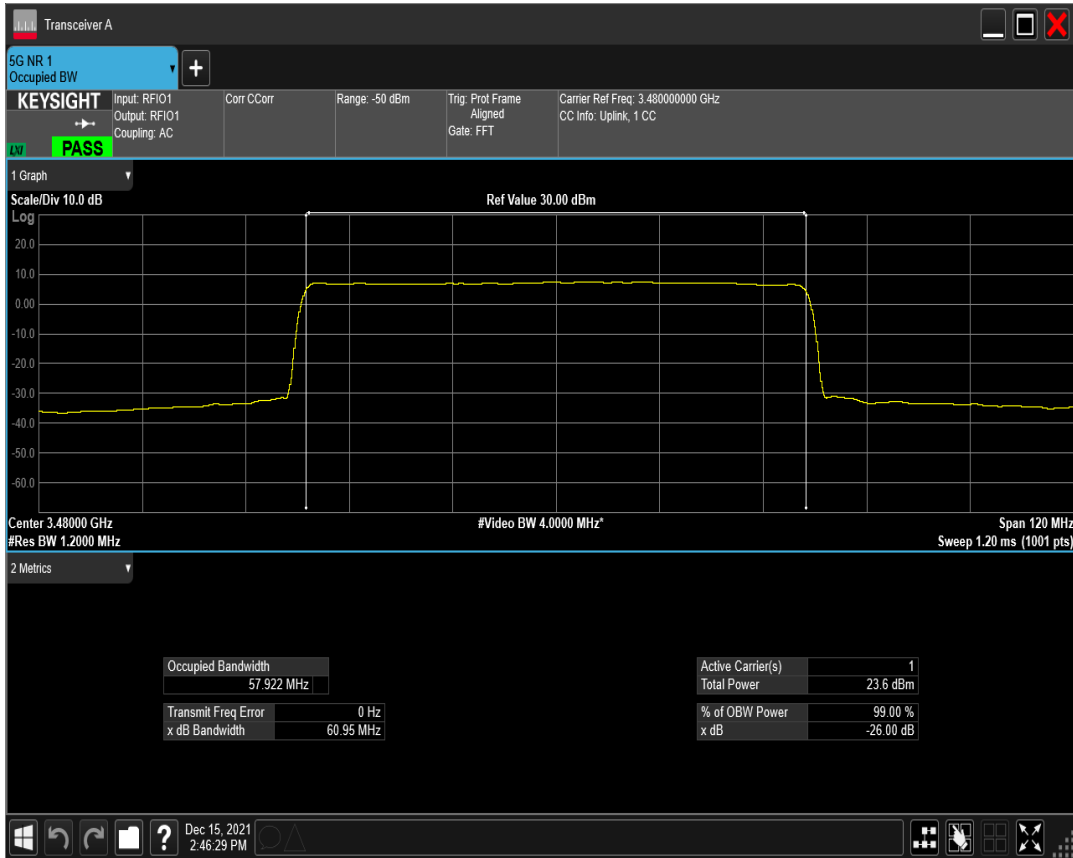 Transceiver A
5G NR 1
Occupied BW
KEYSIGHT
LXI
PASS
Input: RFIO1
Output: RFIO1
Coupling: AC
Corr CCorr
Range: -50 dBm
Trig: Prot Frame
Aligned
Gate: FFT
Carrier Ref Freq: 3.480000000 GHz
CC Info: Uplink, 1 CC
1 Graph
Scale/Div 10.0 dB
Ref Value 30.00 dBm
Log
20.0
10.0
0.00
-10.0
-20.0
-30.0
-40.0
-50.0
-60.0
Center 3.48000 GHz
#Video BW 4.0000 MHz*
Span 120 MHz
#Res BW 1.2000 MHz
Sweep 1.20 ms (1001 pts)
2 Metrics
Occupied Bandwidth
57.922 MHz
Transmit Freq Error 0 Hz
x dB Bandwidth 60.95 MHz
Active Carrier(s) 1
Total Power 23.6 dBm
% of OBW Power 99.00 %
x dB -26.00 dB
Dec 15, 2021
2:46:29 PM